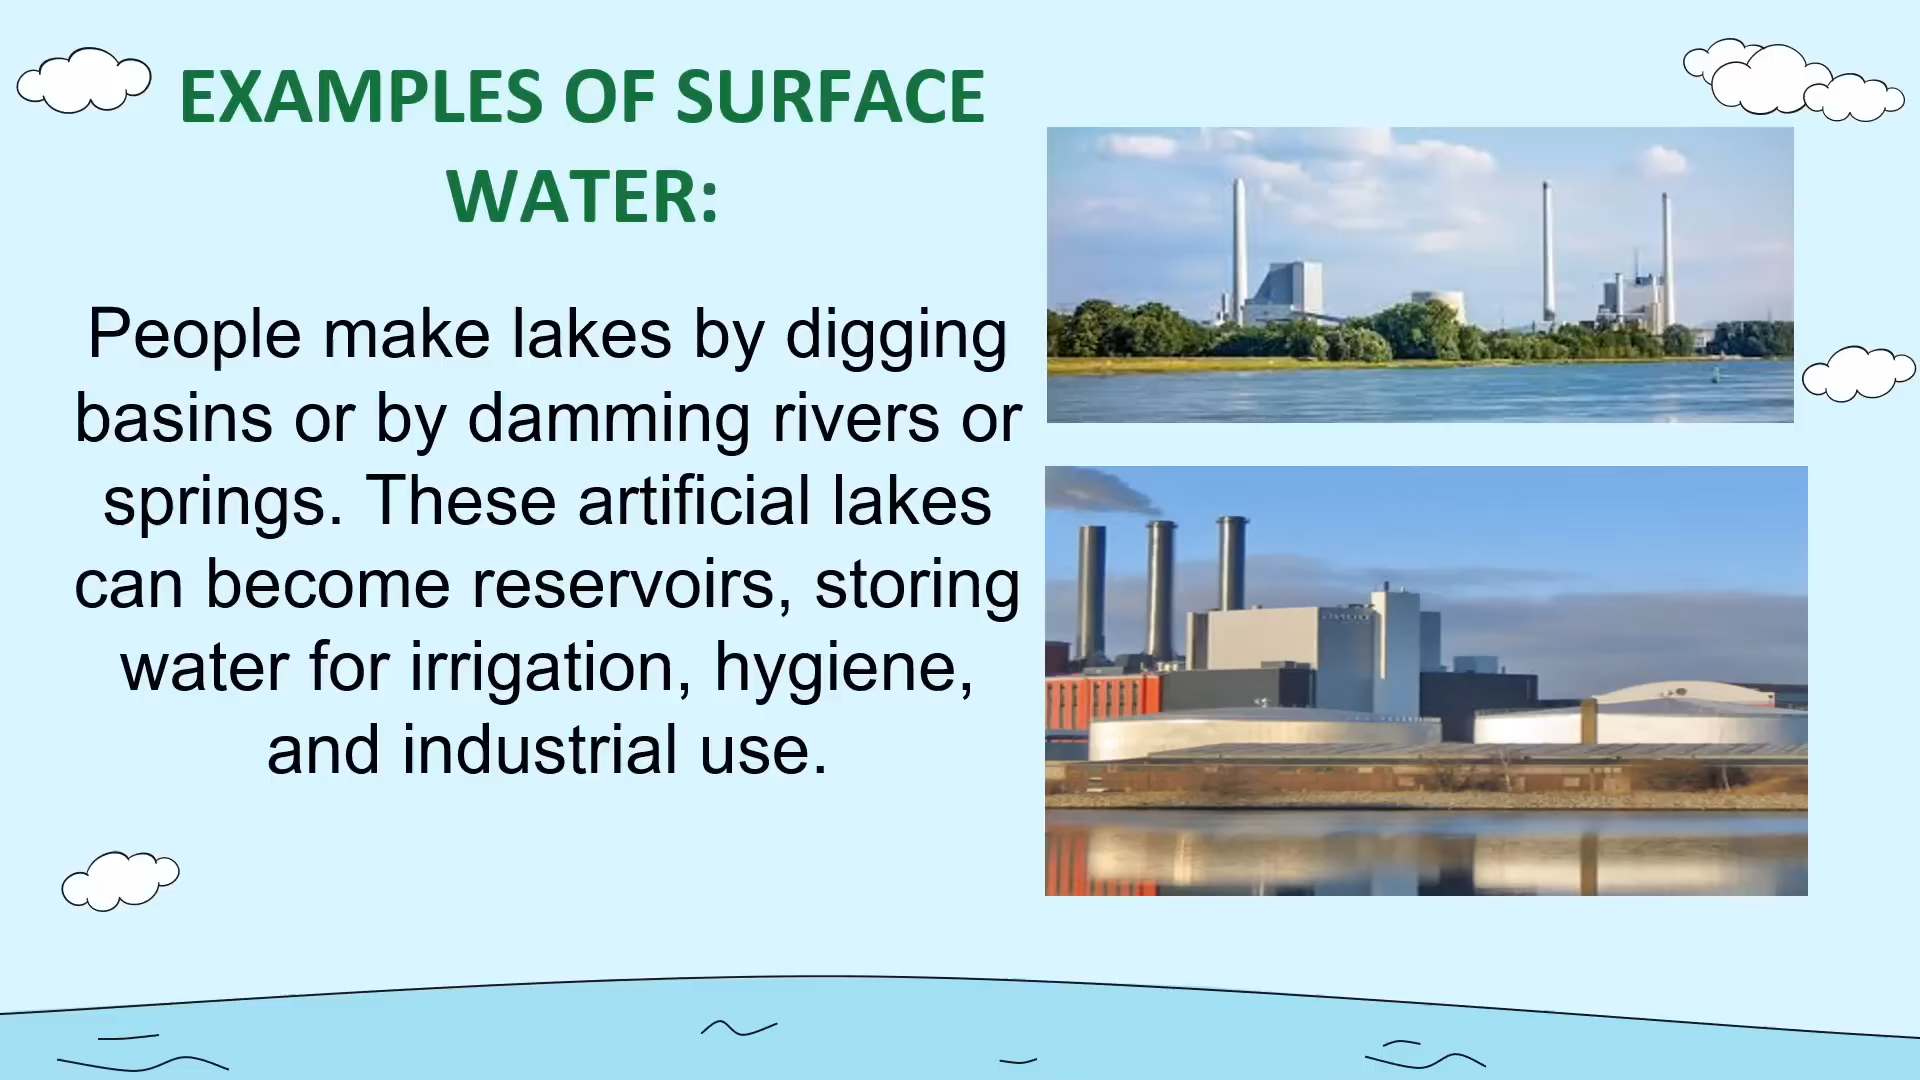 EXAMPLES OF SURFACE
WATER:
People make lakes by digging
basins or by damming rivers or
springs. These artificial lakes
can become reservoirs, storing
water for irrigation, hygiene,
and industrial use.